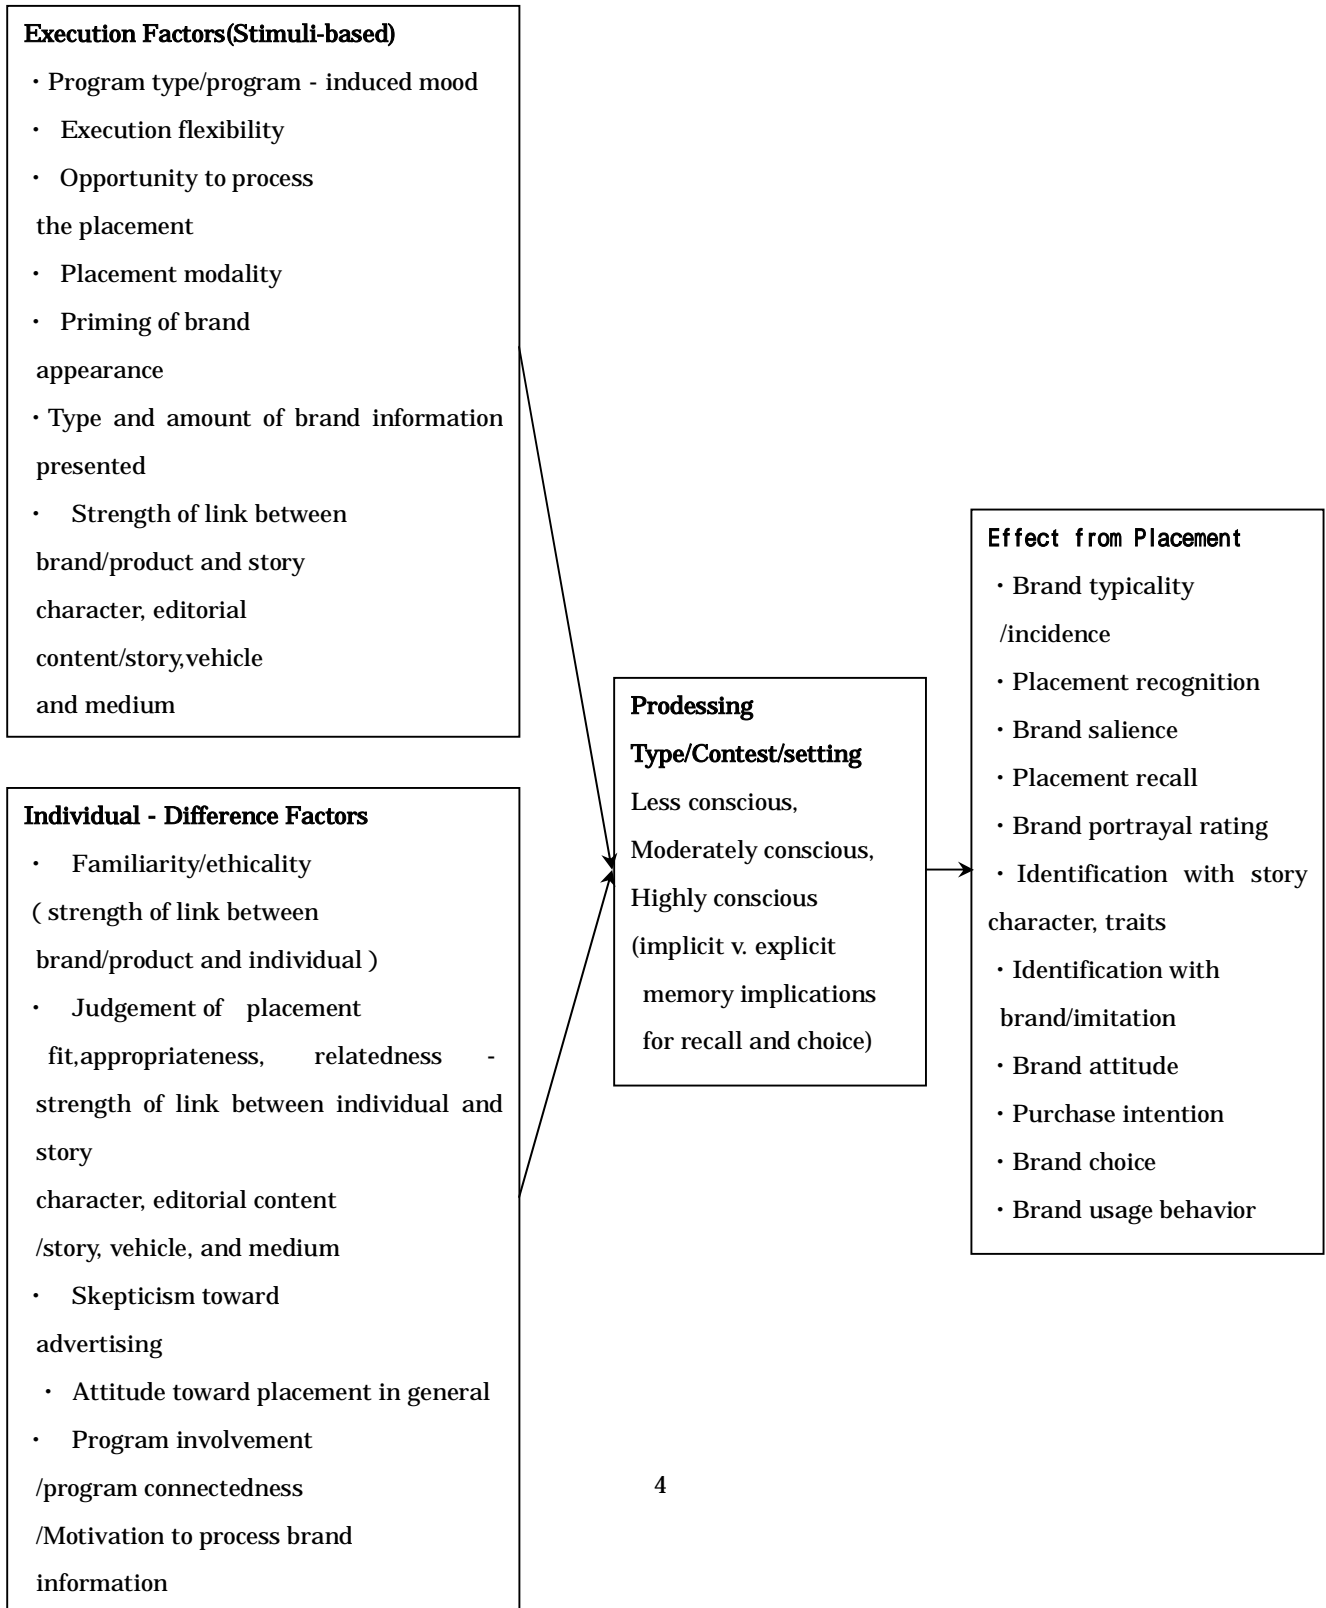 Execution Factors(Stimuli-based)
・Program type/program - induced mood
・ Execution flexibility
・ Opportunity to process
the placement
・ Placement modality
・ Priming of brand
appearance
・Type and amount of brand information
presented
・ Strength of link between
brand/product and story
character, editorial
content/story,vehicle
and medium
Individual - Difference Factors
・ Familiarity/ethicality
( strength of link between
brand/product and individual )
・ Judgement of placement
fit,appropriateness, relatedness -
strength of link between individual and
story
character, editorial content
/story, vehicle, and medium
・ Skepticism toward
advertising
・ Attitude toward placement in general
・ Program involvement
/program connectedness
/Motivation to process brand
information
Prodessing
Type/Contest/setting
Less conscious,
Moderately conscious,
Highly conscious
(implicit v. explicit
memory implications
for recall and choice)
Effect from Placement
・Brand typicality
/incidence
・Placement recognition
・Brand salience
・Placement recall
・Brand portrayal rating
・Identification with story
character, traits
・Identification with
brand/imitation
・Brand attitude
・Purchase intention
・Brand choice
・Brand usage behavior
4